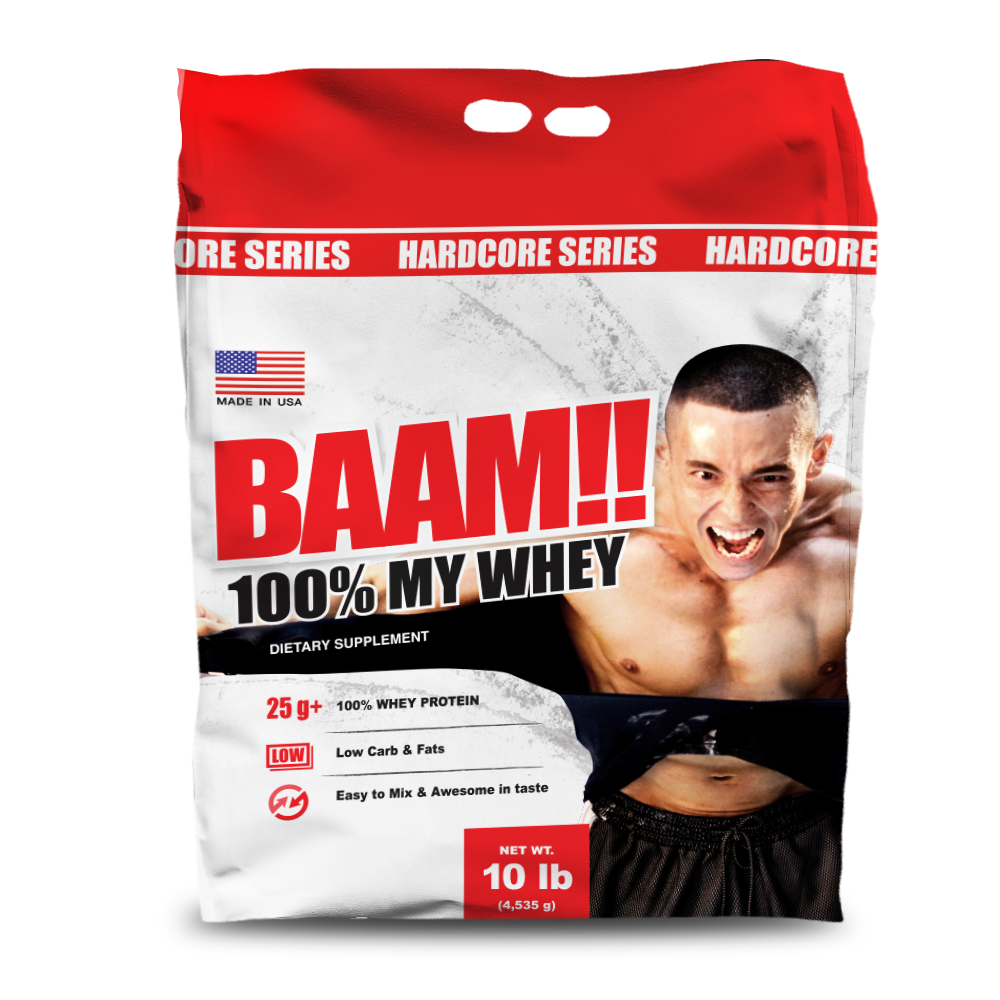 ORE SERIES HARDCORE SERIES HARDCORE
MADE IN USA
BAAM!!
100% MY WHEY
DIETARY SUPPLEMENT
25 g+ 100% WHEY PROTEIN
LOW Low Carb & Fats
Easy to Mix & Awesome in taste
NET WT.
10 lb
(4,535 g)